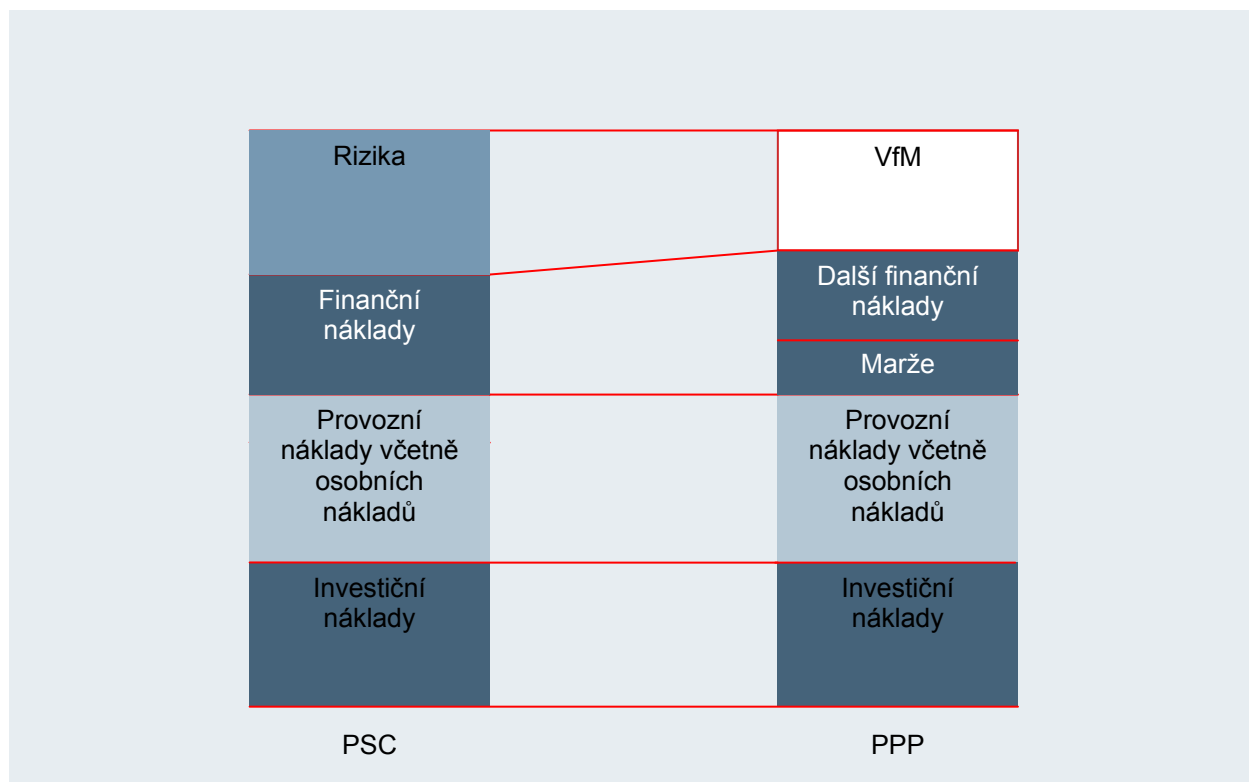 Rizika
Finanční
náklady
Provozní
náklady včetně
osobních
nákladů
Investiční
náklady
PSC
VfM
Další finanční
náklady
Marže
Provozní
náklady včetně
osobních
nákladů
Investiční
náklady
PPP